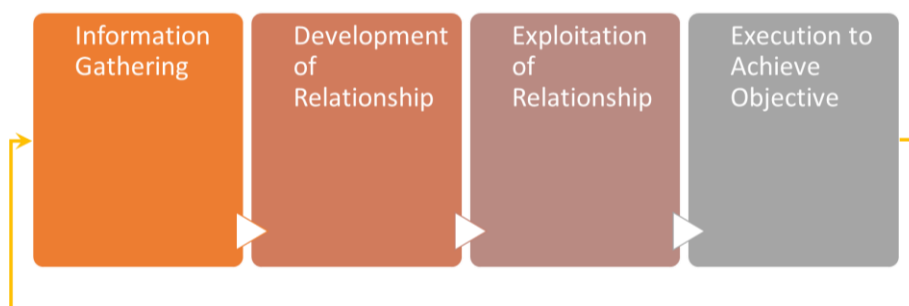 Information
Gathering
Development
of
Relationship
Exploitation
of
Relationship
Execution to
Achieve
Objective